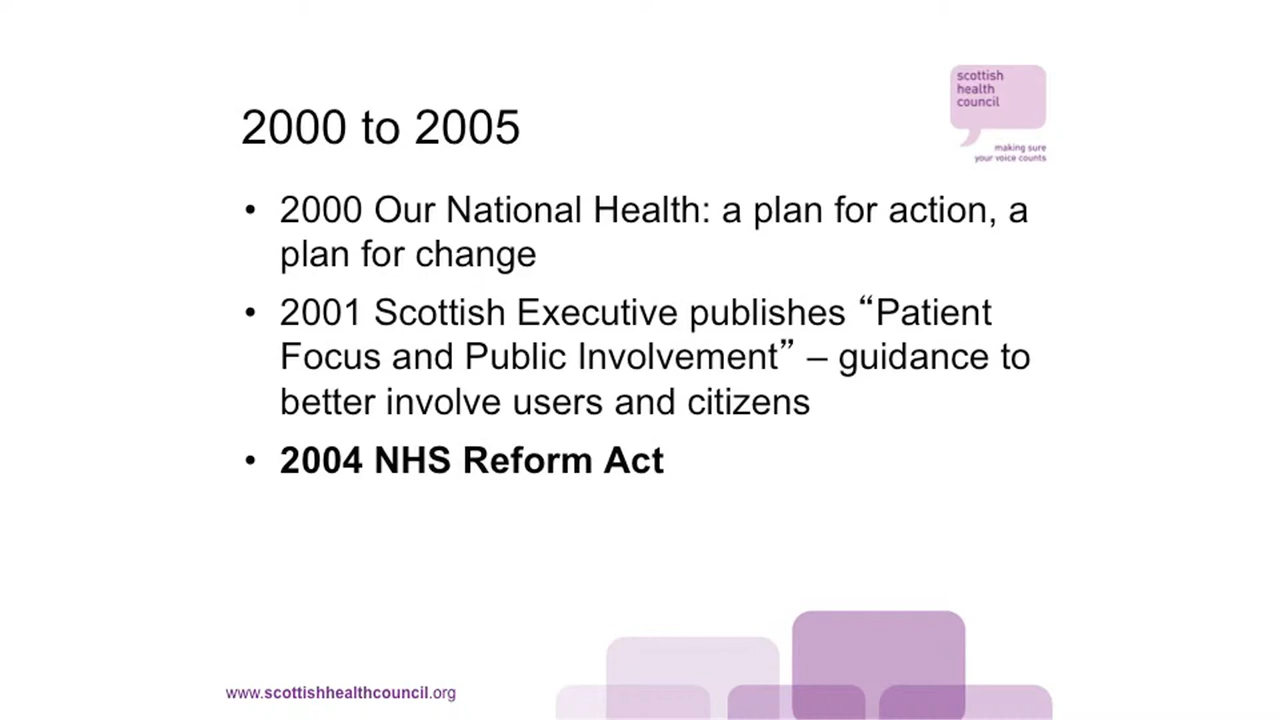 scottish
health
council
making sure
your voice counts
2000 to 2005
• 2000 Our National Health: a plan for action, a
plan for change
• 2001 Scottish Executive publishes “Patient
Focus and Public Involvement” – guidance to
better involve users and citizens
• 2004 NHS Reform Act
www.scottishhealthcouncil.org